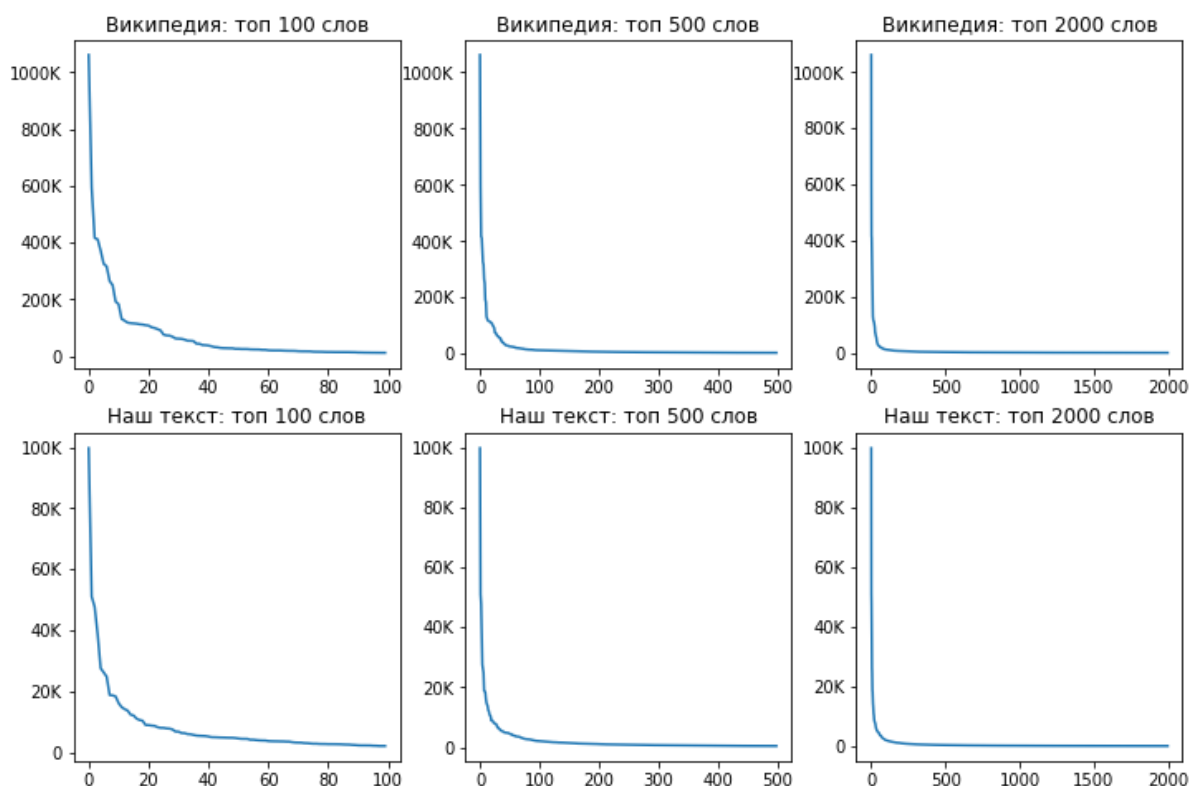 Википедия: топ 100 слов
Википедия: топ 500 слов
Википедия: топ 2000 слов
1000K
800K
600K
400K
200K
0
0 20 40 60 80 100
1000K
800K
600K
400K
200K
0
0 100 200 300 400 500
1000K
800K
600K
400K
200K
0
0 500 1000 1500 2000
Наш текст: топ 100 слов
Наш текст: топ 500 слов
Наш текст: топ 2000 слов
100K
80K
60K
40K
20K
0
0 20 40 60 80 100
100K
80K
60K
40K
20K
0
0 100 200 300 400 500
100K
80K
60K
40K
20K
0
0 500 1000 1500 2000